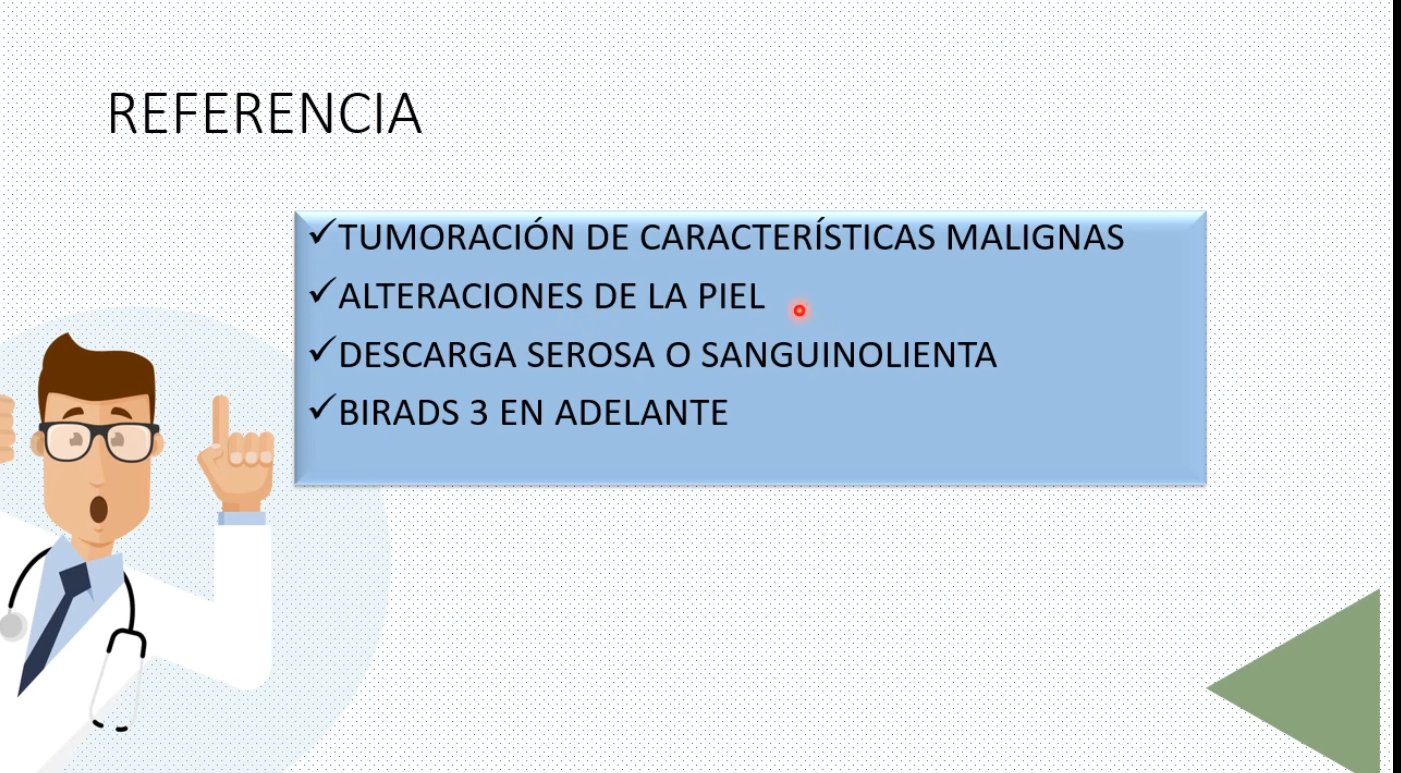 REFERENCIA
✓TUMORACIÓN DE CARACTERÍSTICAS MALIGNAS
✓ALTERACIONES DE LA PIEL
✓DESCARGA SEROSA O SANGUINOLIENTA
✓BIRADS 3 EN ADELANTE